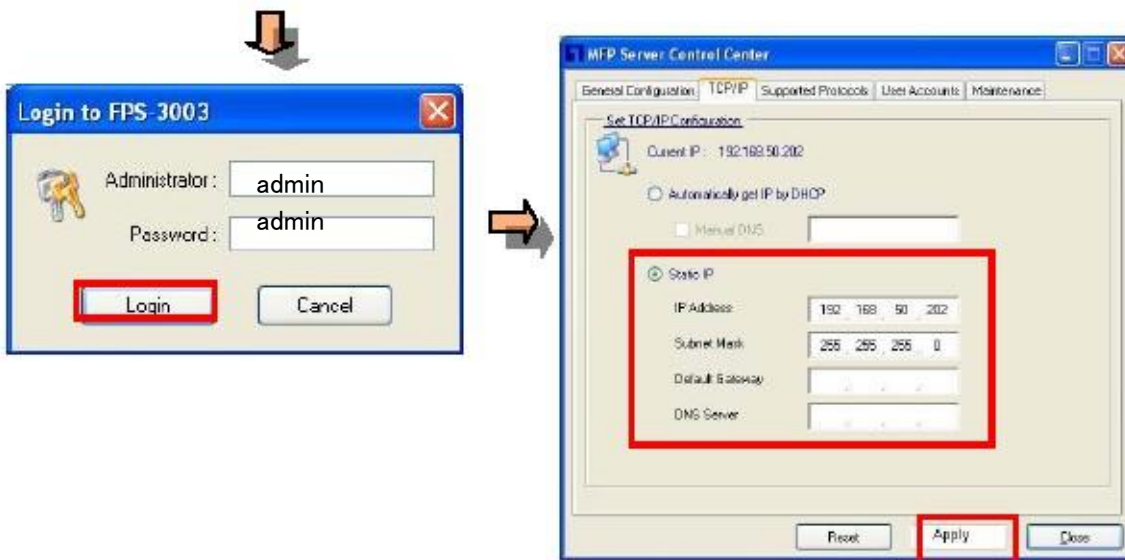 Login to FPS-3003
Administrator : admin
Password : admin
Login Cancel
MFP Server Control Center
General Configuration TCP/IP Supported Protocols User Accounts Maintenance
Set TCP/IP Configuration
Current IP : 192.168.50.202
Automatically get IP by DHCP
Manual DNS
Static IP
IP Address 192 . 168 . 50 . 202
Subnet Mask 255 . 255 . 255 . 0
Default Gateway . . .
DNS Server . . .
Reset Apply Close